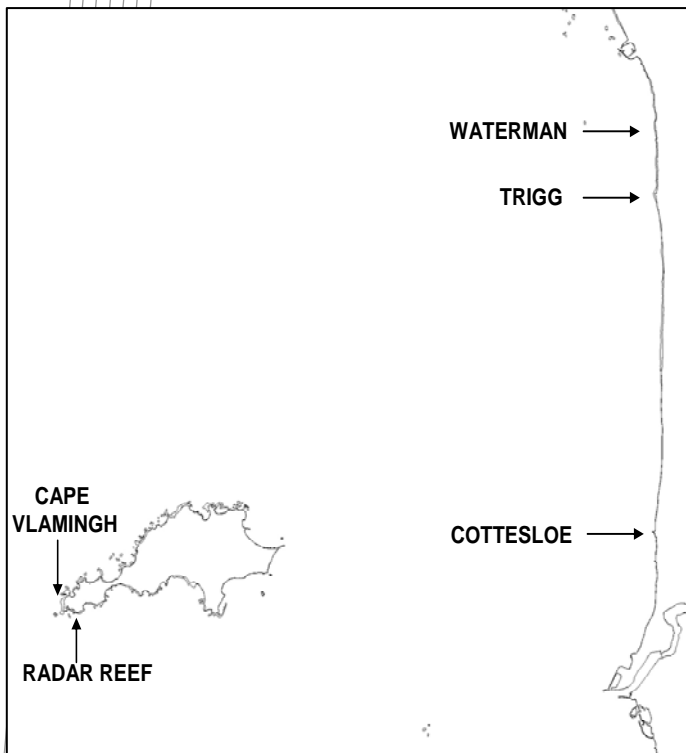 WATERMAN
TRIGG
CAPE
VLAMINGH
COTTESLOE
RADAR REEF